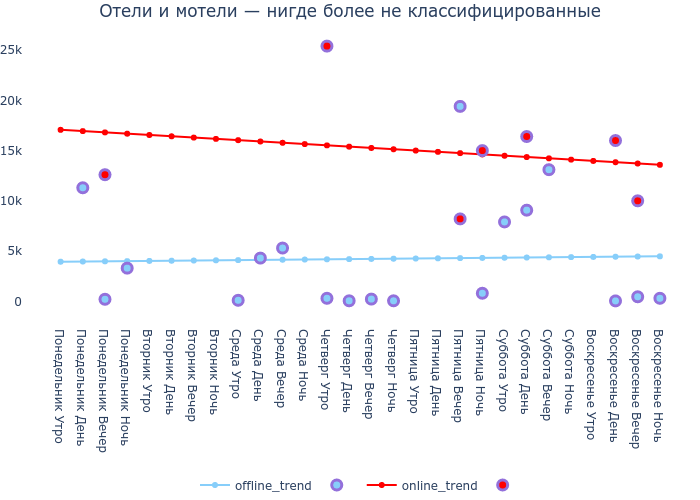 Отели и мотели — нигде более не классифицированные
25k
20k
15k
10k
5k
0
Понедельник Утро
Понедельник День
Понедельник Вечер
Понедельник Ночь
Вторник Утро
Вторник День
Вторник Вечер
Вторник Ночь
Среда Утро
Среда День
Среда Вечер
Среда Ночь
Четверг Утро
Четверг День
Четверг Вечер
Четверг Ночь
Пятница Утро
Пятница День
Пятница Вечер
Пятница Ночь
Суббота Утро
Суббота День
Суббота Вечер
Суббота Ночь
Воскресенье Утро
Воскресенье День
Воскресенье Вечер
Воскресенье Ночь
offline_trend online_trend